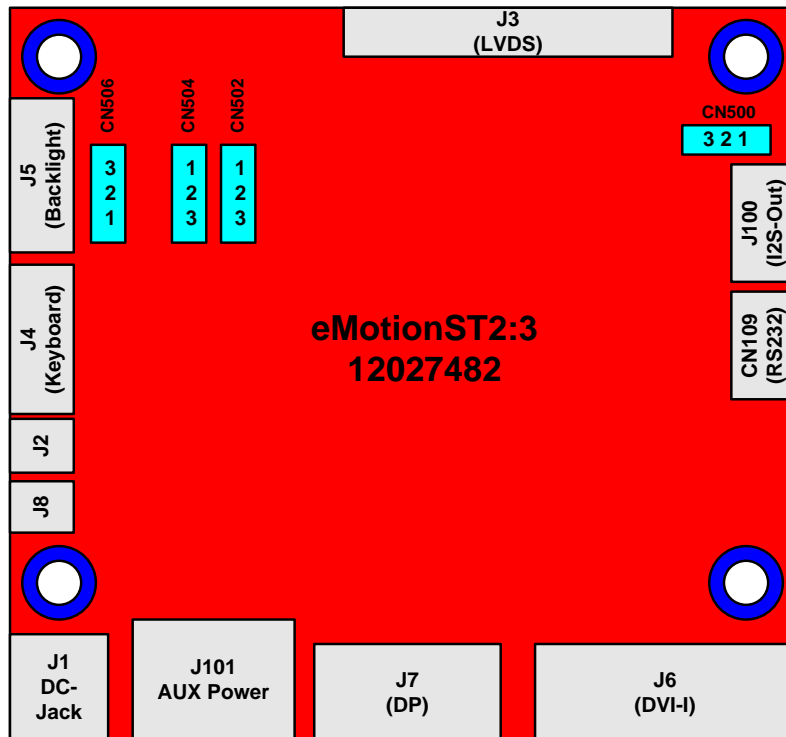 J3
(LVDS)
CN506
CN504
CN502
CN500
3 2 1
3
2
1
1
2
3
1
2
3
J5
(Backlight)
J100
(I2S-Out)
J4
(Keyboard)
CN109
(RS232)
eMotionST2:3
12027482
J2
J8
J1
DC-
Jack
J101
AUX Power
J7
(DP)
J6
(DVI-I)